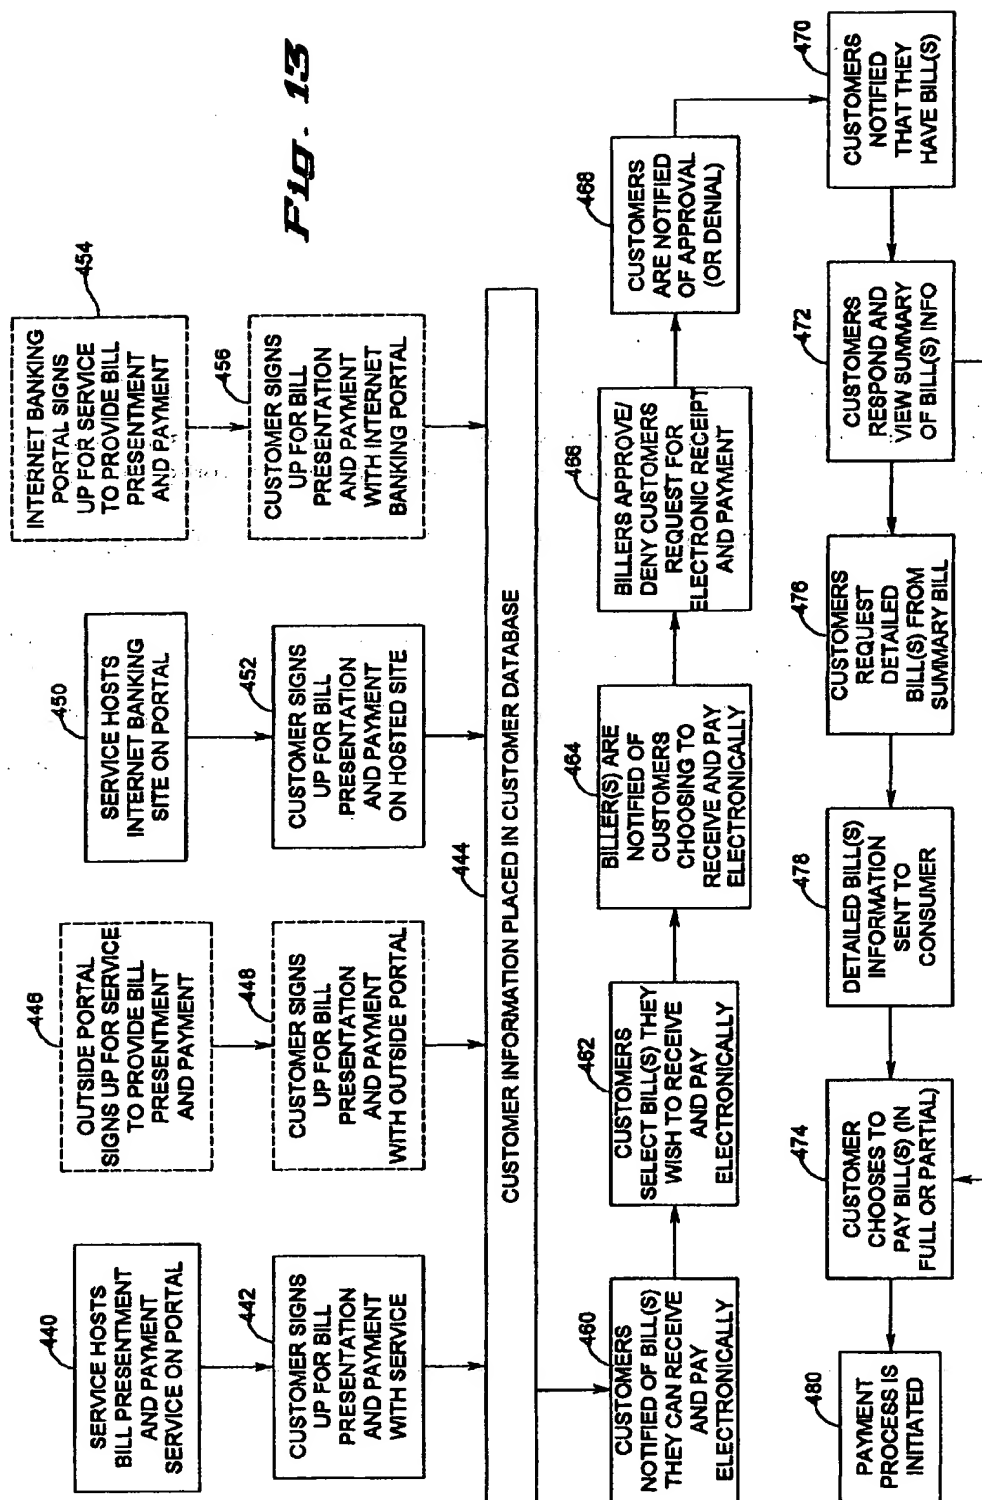 Fig. 13
440
SERVICE HOSTS
BILL PRESENTMENT
AND PAYMENT
SERVICE ON PORTAL
446
OUTSIDE PORTAL
SIGNS UP FOR SERVICE
TO PROVIDE BILL
PRESENTMENT
AND PAYMENT
450
SERVICE HOSTS
INTERNET BANKING
SITE ON PORTAL
454
INTERNET BANKING
PORTAL SIGNS
UP FOR SERVICE
TO PROVIDE BILL
PRESENTMENT
AND PAYMENT
442
CUSTOMER SIGNS
UP FOR BILL
PRESENTATION
AND PAYMENT
WITH SERVICE
448
CUSTOMER SIGNS
UP FOR BILL
PRESENTATION
AND PAYMENT
WITH OUTSIDE PORTAL
452
CUSTOMER SIGNS
UP FOR BILL
PRESENTATION
AND PAYMENT
ON HOSTED SITE
456
CUSTOMER SIGNS
UP FOR BILL
PRESENTATION
AND PAYMENT
WITH INTERNET
BANKING PORTAL
444
CUSTOMER INFORMATION PLACED IN CUSTOMER DATABASE
460
CUSTOMERS
NOTIFIED OF BILL(S)
THEY CAN RECEIVE
AND PAY
ELECTRONICALLY
462
CUSTOMERS
SELECT BILL(S) THEY
WISH TO RECEIVE
AND PAY
ELECTRONICALLY
464
BILLER(S) ARE
NOTIFIED OF
CUSTOMERS
CHOOSING TO
RECEIVE AND PAY
ELECTRONICALLY
466
BILLERS APPROVE/
DENY CUSTOMERS
REQUEST FOR
ELECTRONIC RECEIPT
AND PAYMENT
468
CUSTOMERS
ARE NOTIFIED
OF APPROVAL
(OR DENIAL)
480
PAYMENT
PROCESS IS
INITIATED
474
CUSTOMER
CHOOSES TO
PAY BILL(S) (IN
FULL OR PARTIAL)
478
DETAILED BILL(S)
INFORMATION
SENT TO
CONSUMER
476
CUSTOMERS
REQUEST
DETAILED
BILL(S) FROM
SUMMARY BILL
472
CUSTOMERS
RESPOND AND
VIEW SUMMARY
OF BILL(S) INFO
470
CUSTOMERS
NOTIFIED
THAT THEY
HAVE BILL(S)